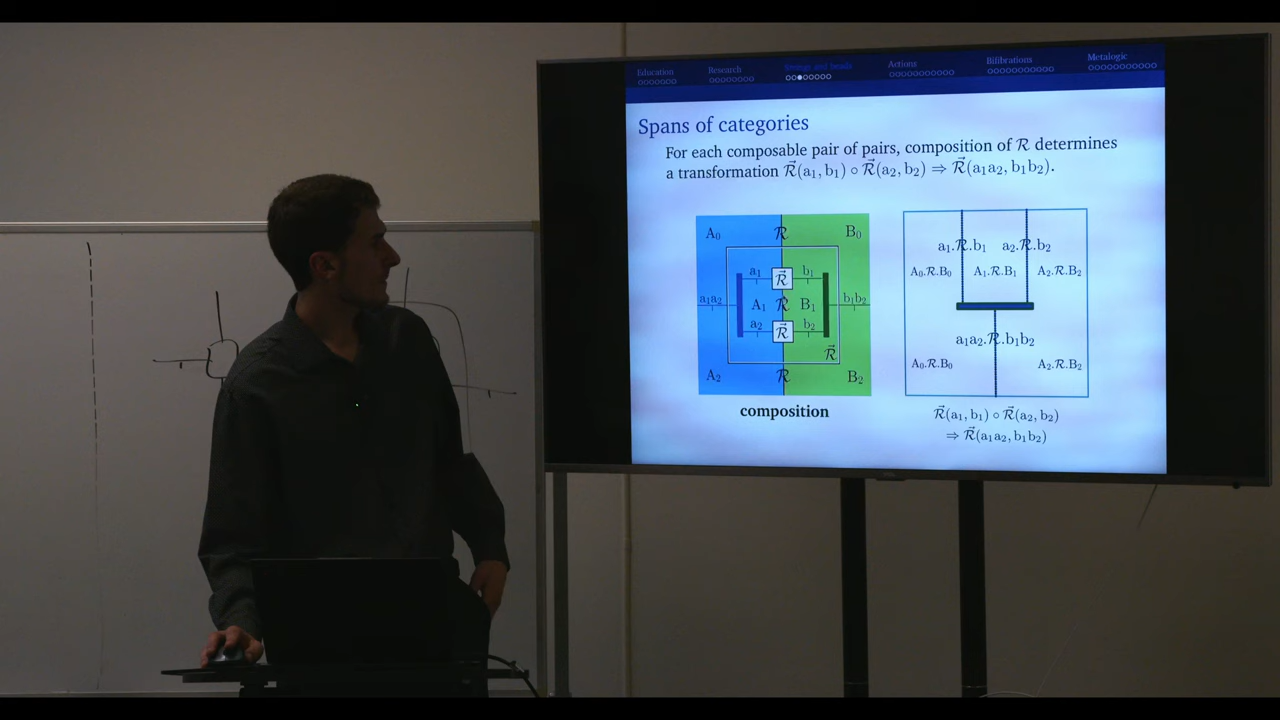 Education Research Strings and beads Actions Bifibrations Metalogic
Spans of categories
For each composable pair of pairs, composition of R determines
a transformation R⃗(a₁, b₁) ∘ R⃗(a₂, b₂) ⇒ R⃗(a₁a₂, b₁b₂).
A₀ R B₀
a₁ R⃗ b₁
a₁a₂ A₁ R B₁ b₁b₂
a₂ R⃗ b₂
R⃗
A₂ R B₂
composition
a₁.R.b₁ a₂.R.b₂
A₀.R.B₀ A₁.R.B₁ A₂.R.B₂
a₁a₂.R.b₁b₂
A₀.R.B₀ A₂.R.B₂
R⃗(a₁, b₁) ∘ R⃗(a₂, b₂)
⇒ R⃗(a₁a₂, b₁b₂)